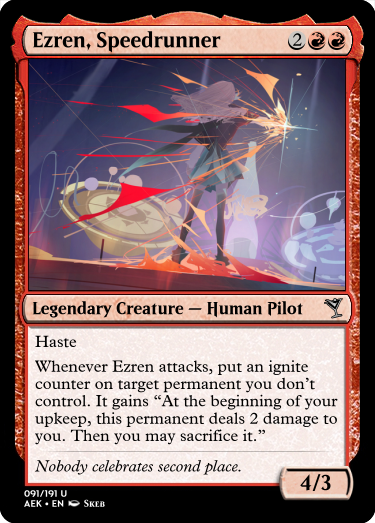 Ezren, Speedrunner 2
Legendary Creature — Human Pilot
Haste
Whenever Ezren attacks, put an ignite
counter on target permanent you don’t
control. It gains “At the beginning of your
upkeep, this permanent deals 2 damage to
you. Then you may sacrifice it.”
Nobody celebrates second place.
4/3
091/191 U
AEK • EN Skeb